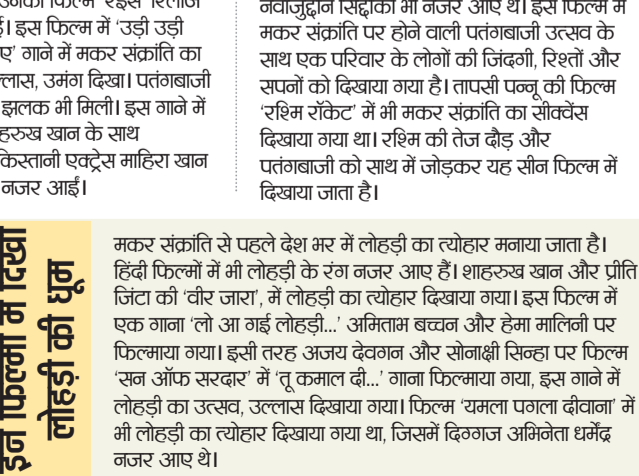 उनकी फिल्म 'रईस' रिलीज
ई। इस फिल्म में 'उड़ी उड़ी
ए' गाने में मकर संक्रांति का
ल्लास, उमंग दिखा। पतंगबाजी
झलक भी मिली। इस गाने में
हरुख खान के साथ
किस्तानी एक्ट्रेस माहिरा खान
नजर आईं।
नवाजुद्दीन सिद्दीकी भी नजर आए थे। इस फिल्म में
मकर संक्रांति पर होने वाली पतंगबाजी उत्सव के
साथ एक परिवार के लोगों की जिंदगी, रिश्तों और
सपनों को दिखाया गया है। तापसी पन्नू की फिल्म
'रश्मि रॉकेट' में भी मकर संक्रांति का सीक्वेंस
दिखाया गया था। रश्मि की तेज दौड़ और
पतंगबाजी को साथ में जोड़कर यह सीन फिल्म में
दिखाया जाता है।
इन फिल्मों में दिखी
लोहड़ी की धूम
मकर संक्रांति से पहले देश भर में लोहड़ी का त्योहार मनाया जाता है।
हिंदी फिल्मों में भी लोहड़ी के रंग नजर आए हैं। शाहरुख खान और प्रीति
जिंटा की 'वीर जारा', में लोहड़ी का त्योहार दिखाया गया। इस फिल्म में
एक गाना 'लो आ गई लोहड़ी...' अमिताभ बच्चन और हेमा मालिनी पर
फिल्माया गया। इसी तरह अजय देवगन और सोनाक्षी सिन्हा पर फिल्म
'सन ऑफ सरदार' में 'तू कमाल दी...' गाना फिल्माया गया, इस गाने में
लोहड़ी का उत्सव, उल्लास दिखाया गया। फिल्म 'यमला पगला दीवाना' में
भी लोहड़ी का त्योहार दिखाया गया था, जिसमें दिग्गज अभिनेता धर्मेंद्र
नजर आए थे।